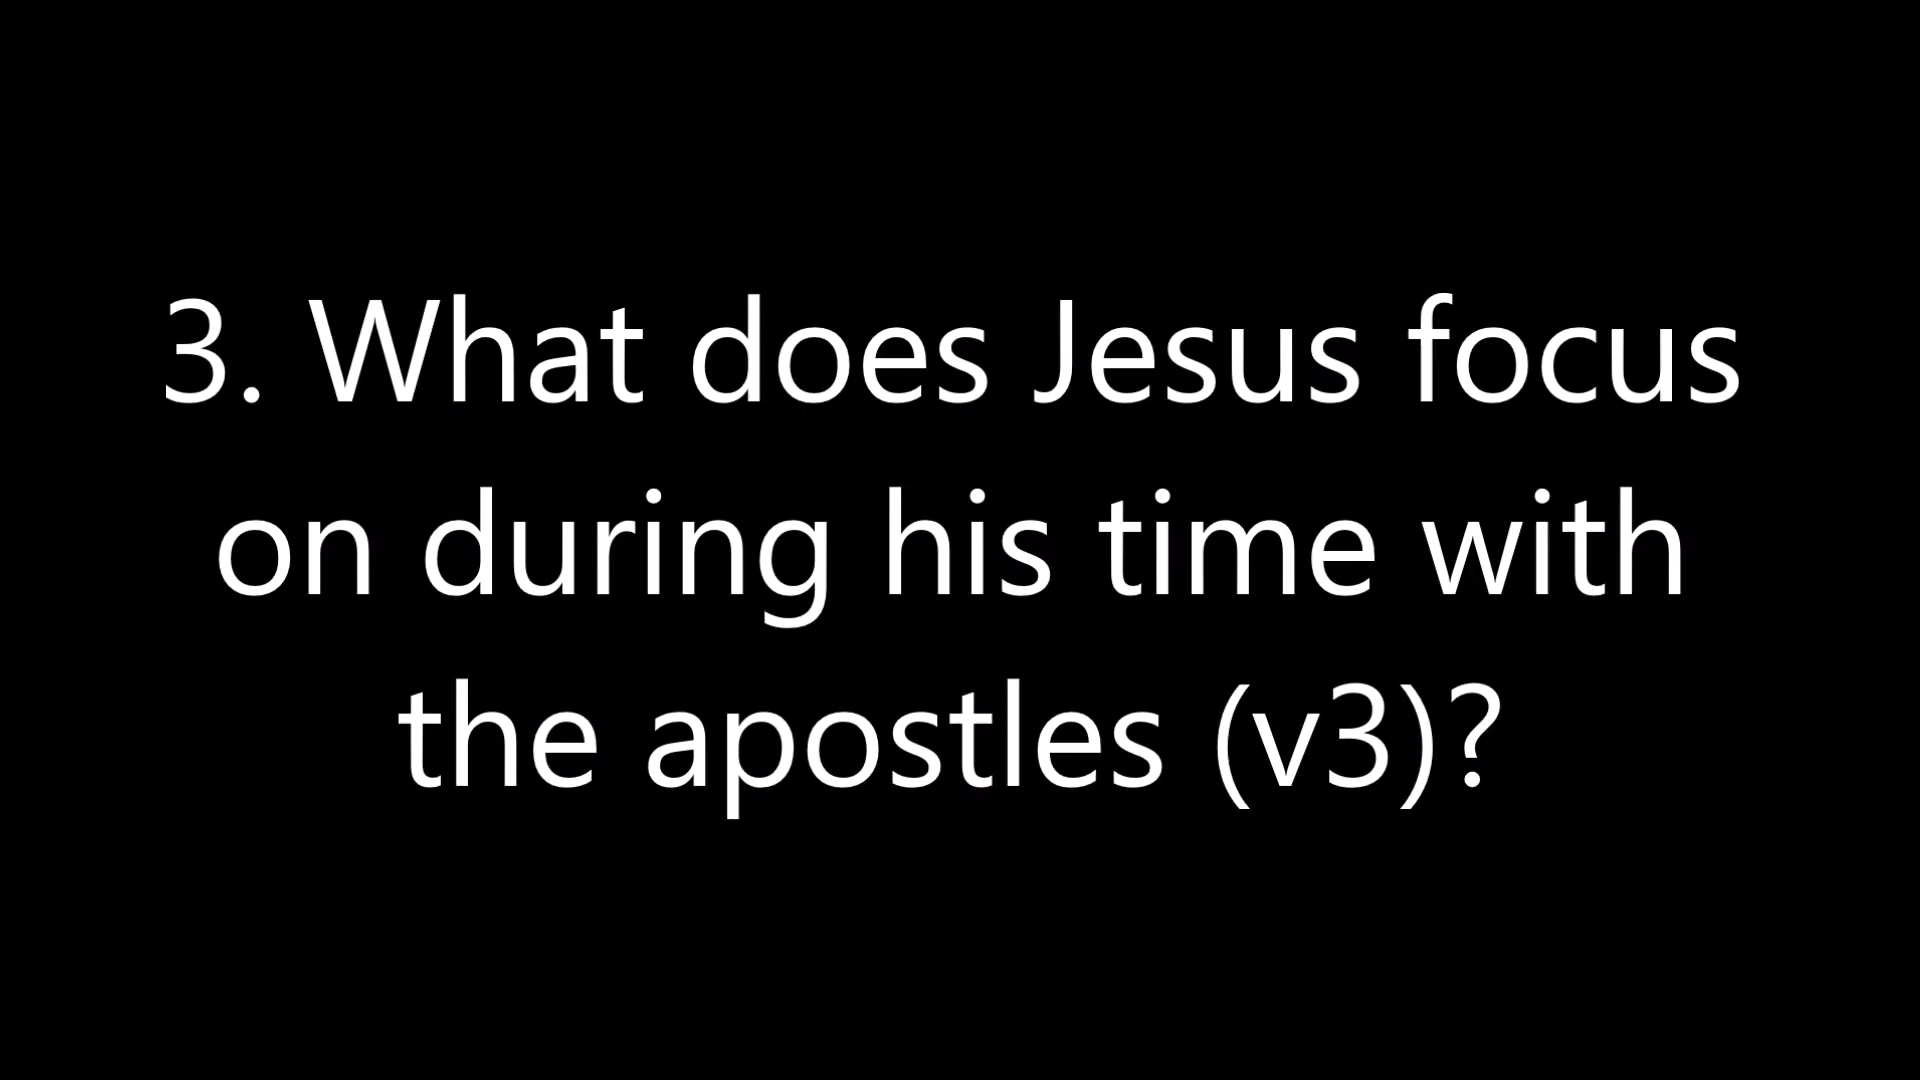 3. What does Jesus focus
on during his time with
the apostles (v3)?